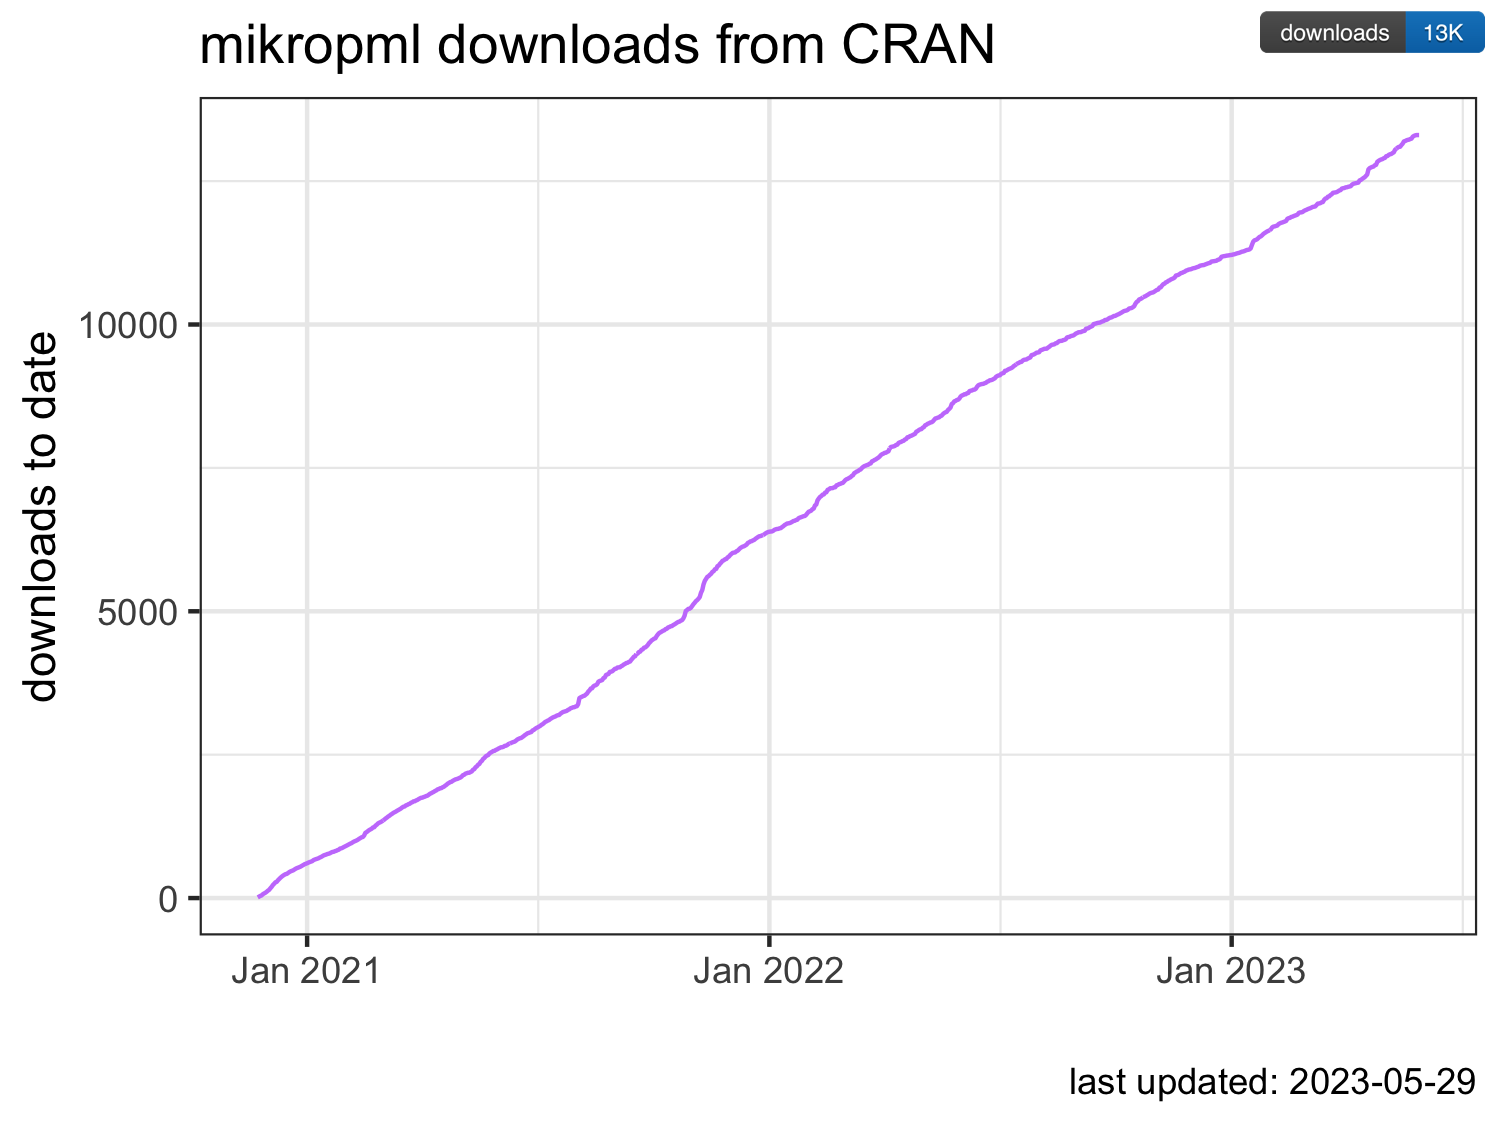 mikropml downloads from CRAN
downloads 13K
downloads to date
10000
5000
0
Jan 2021
Jan 2022
Jan 2023
last updated: 2023-05-29